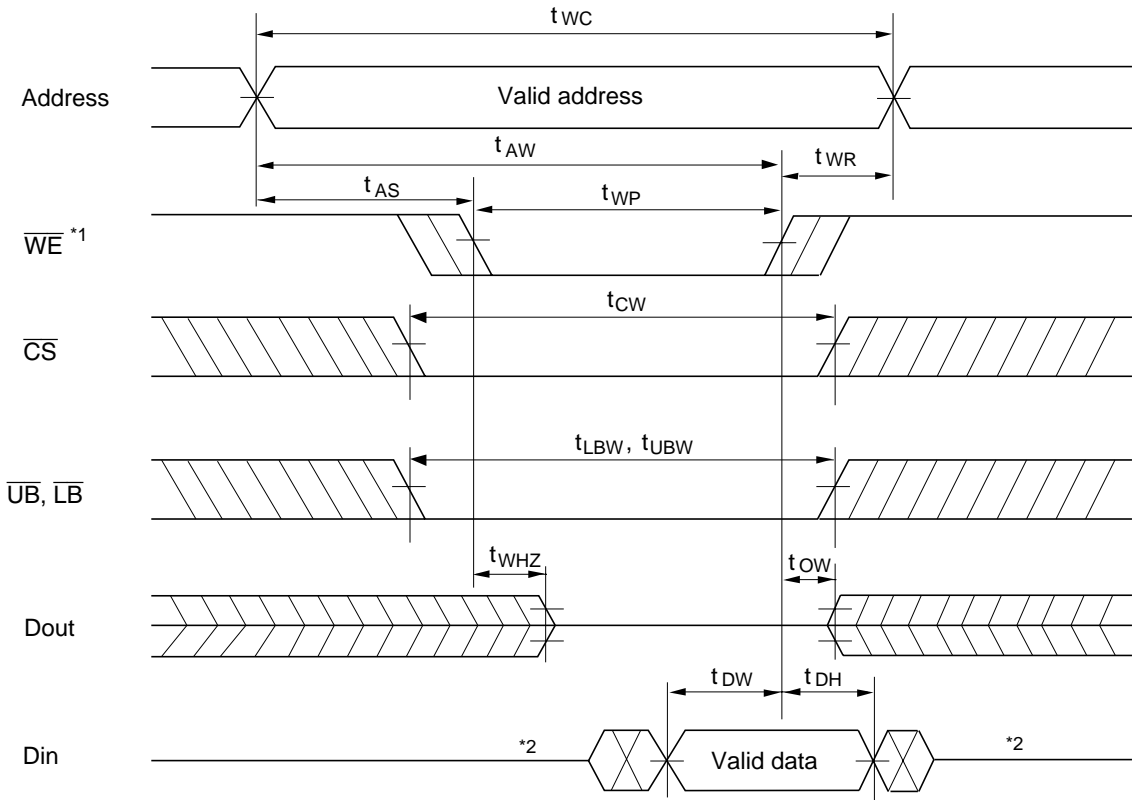 t WC
Address
Valid address
t AW
t WR
t AS
t WP
WE *1
t CW
CS
t LBW, t UBW
UB, LB
t WHZ
t OW
Dout
t DW
t DH
Din
*2
Valid data
*2